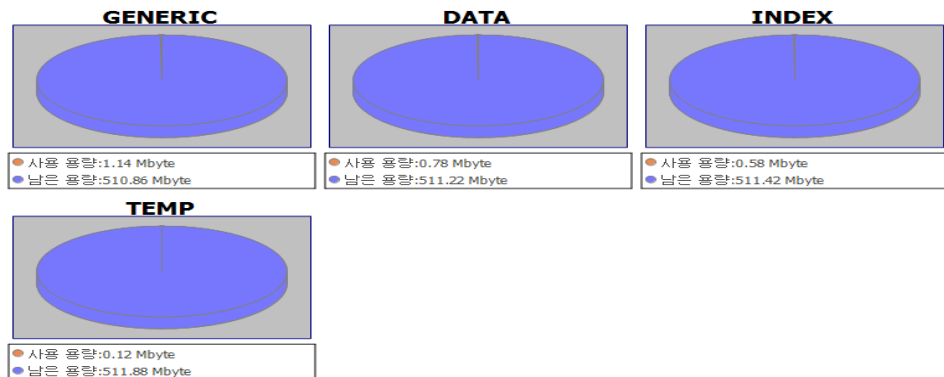 GENERIC
사용 용량:1.14 Mbyte
남은 용량:510.86 Mbyte
DATA
사용 용량:0.78 Mbyte
남은 용량:511.22 Mbyte
INDEX
사용 용량:0.58 Mbyte
남은 용량:511.42 Mbyte
TEMP
사용 용량:0.12 Mbyte
남은 용량:511.88 Mbyte